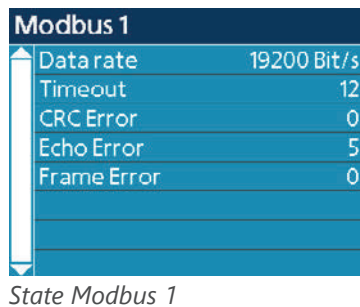 Modbus 1
Data rate 19200 Bit/s
Timeout 12
CRC Error 0
Echo Error 5
Frame Error 0
State Modbus 1